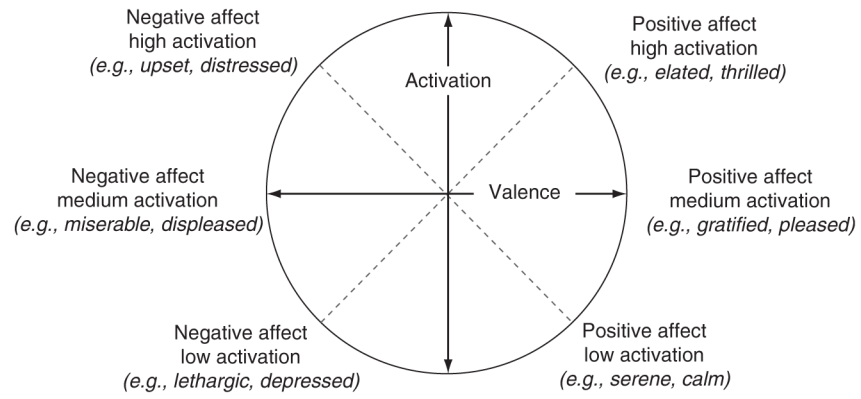 Negative affect
high activation
(e.g., upset, distressed)
Positive affect
high activation
(e.g., elated, thrilled)
Activation
Negative affect
medium activation
(e.g., miserable, displeased)
Valence
Positive affect
medium activation
(e.g., gratified, pleased)
Negative affect
low activation
(e.g., lethargic, depressed)
Positive affect
low activation
(e.g., serene, calm)